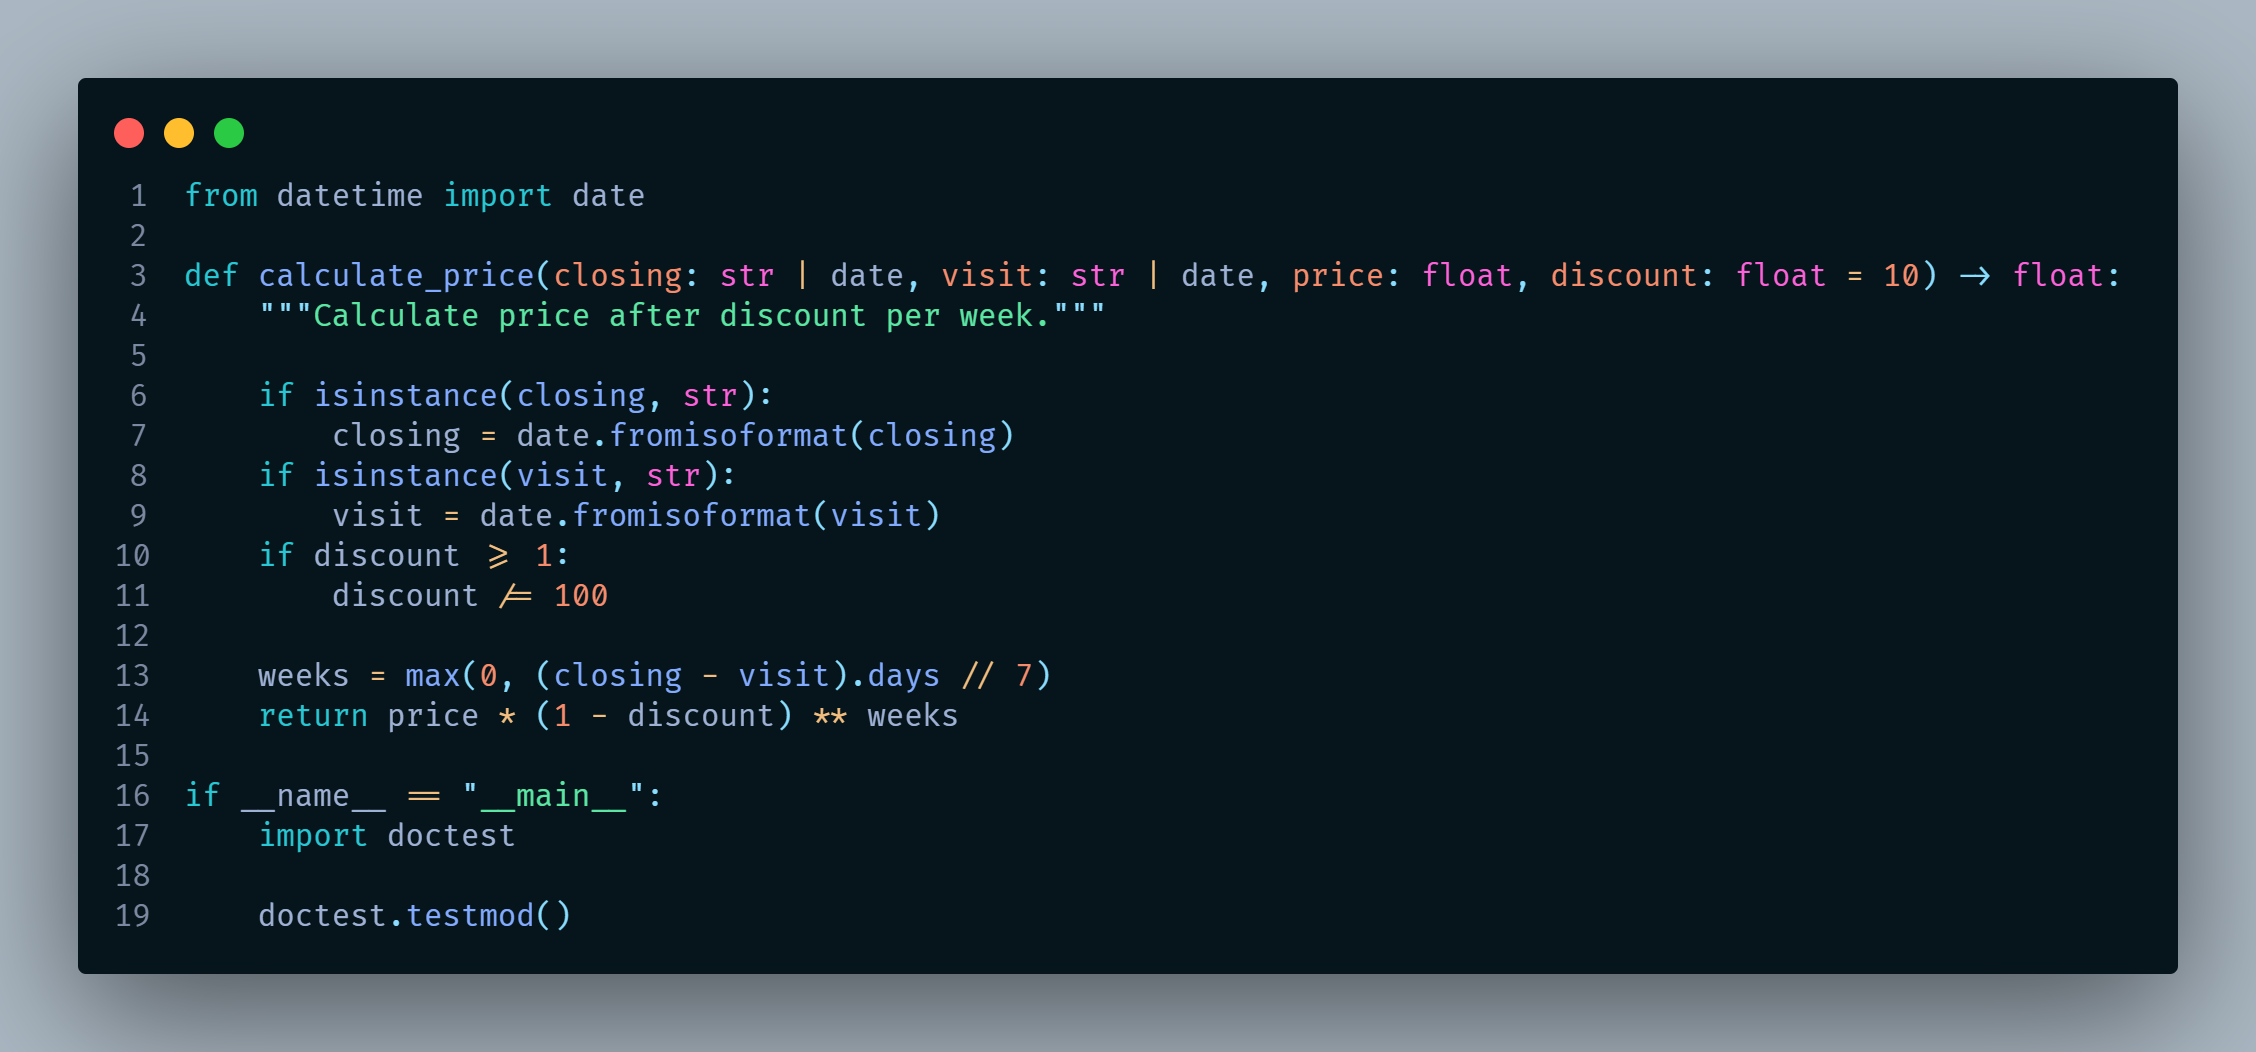 1 from datetime import date
2
3 def calculate_price(closing: str | date, visit: str | date, price: float, discount: float = 10) -> float:
4     """Calculate price after discount per week."""
5
6     if isinstance(closing, str):
7         closing = date.fromisoformat(closing)
8     if isinstance(visit, str):
9         visit = date.fromisoformat(visit)
10     if discount >= 1:
11         discount /= 100
12
13     weeks = max(0, (closing - visit).days // 7)
14     return price * (1 - discount) ** weeks
15
16 if __name__ == "__main__":
17     import doctest
18
19     doctest.testmod()